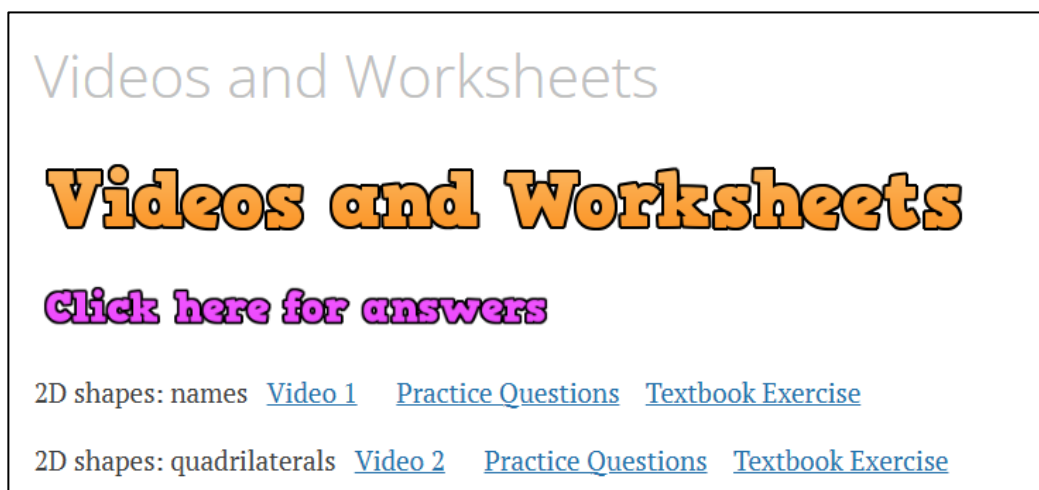 Videos and Worksheets
Videos and Worksheets
Click here for answers
2D shapes: names Video 1 Practice Questions Textbook Exercise
2D shapes: quadrilaterals Video 2 Practice Questions Textbook Exercise